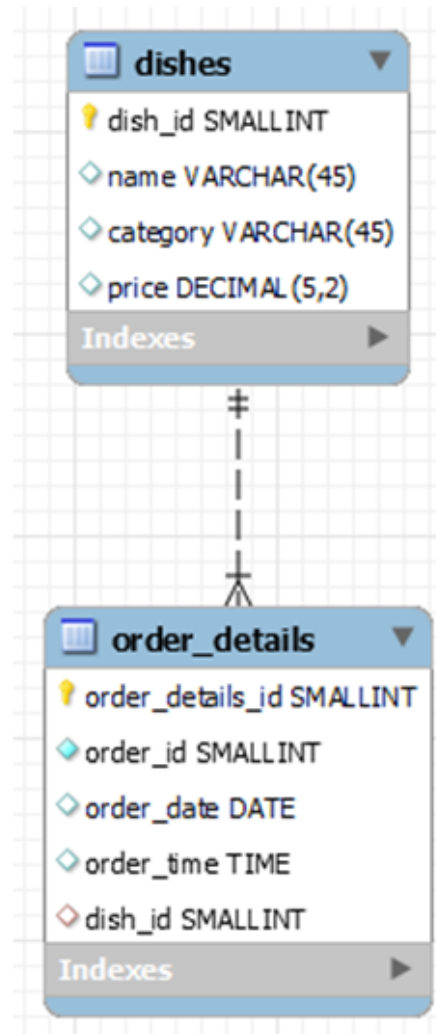 dishes
dish_id SMALLINT
name VARCHAR(45)
category VARCHAR(45)
price DECIMAL(5,2)
Indexes
order_details
order_details_id SMALLINT
order_id SMALLINT
order_date DATE
order_time TIME
dish_id SMALLINT
Indexes